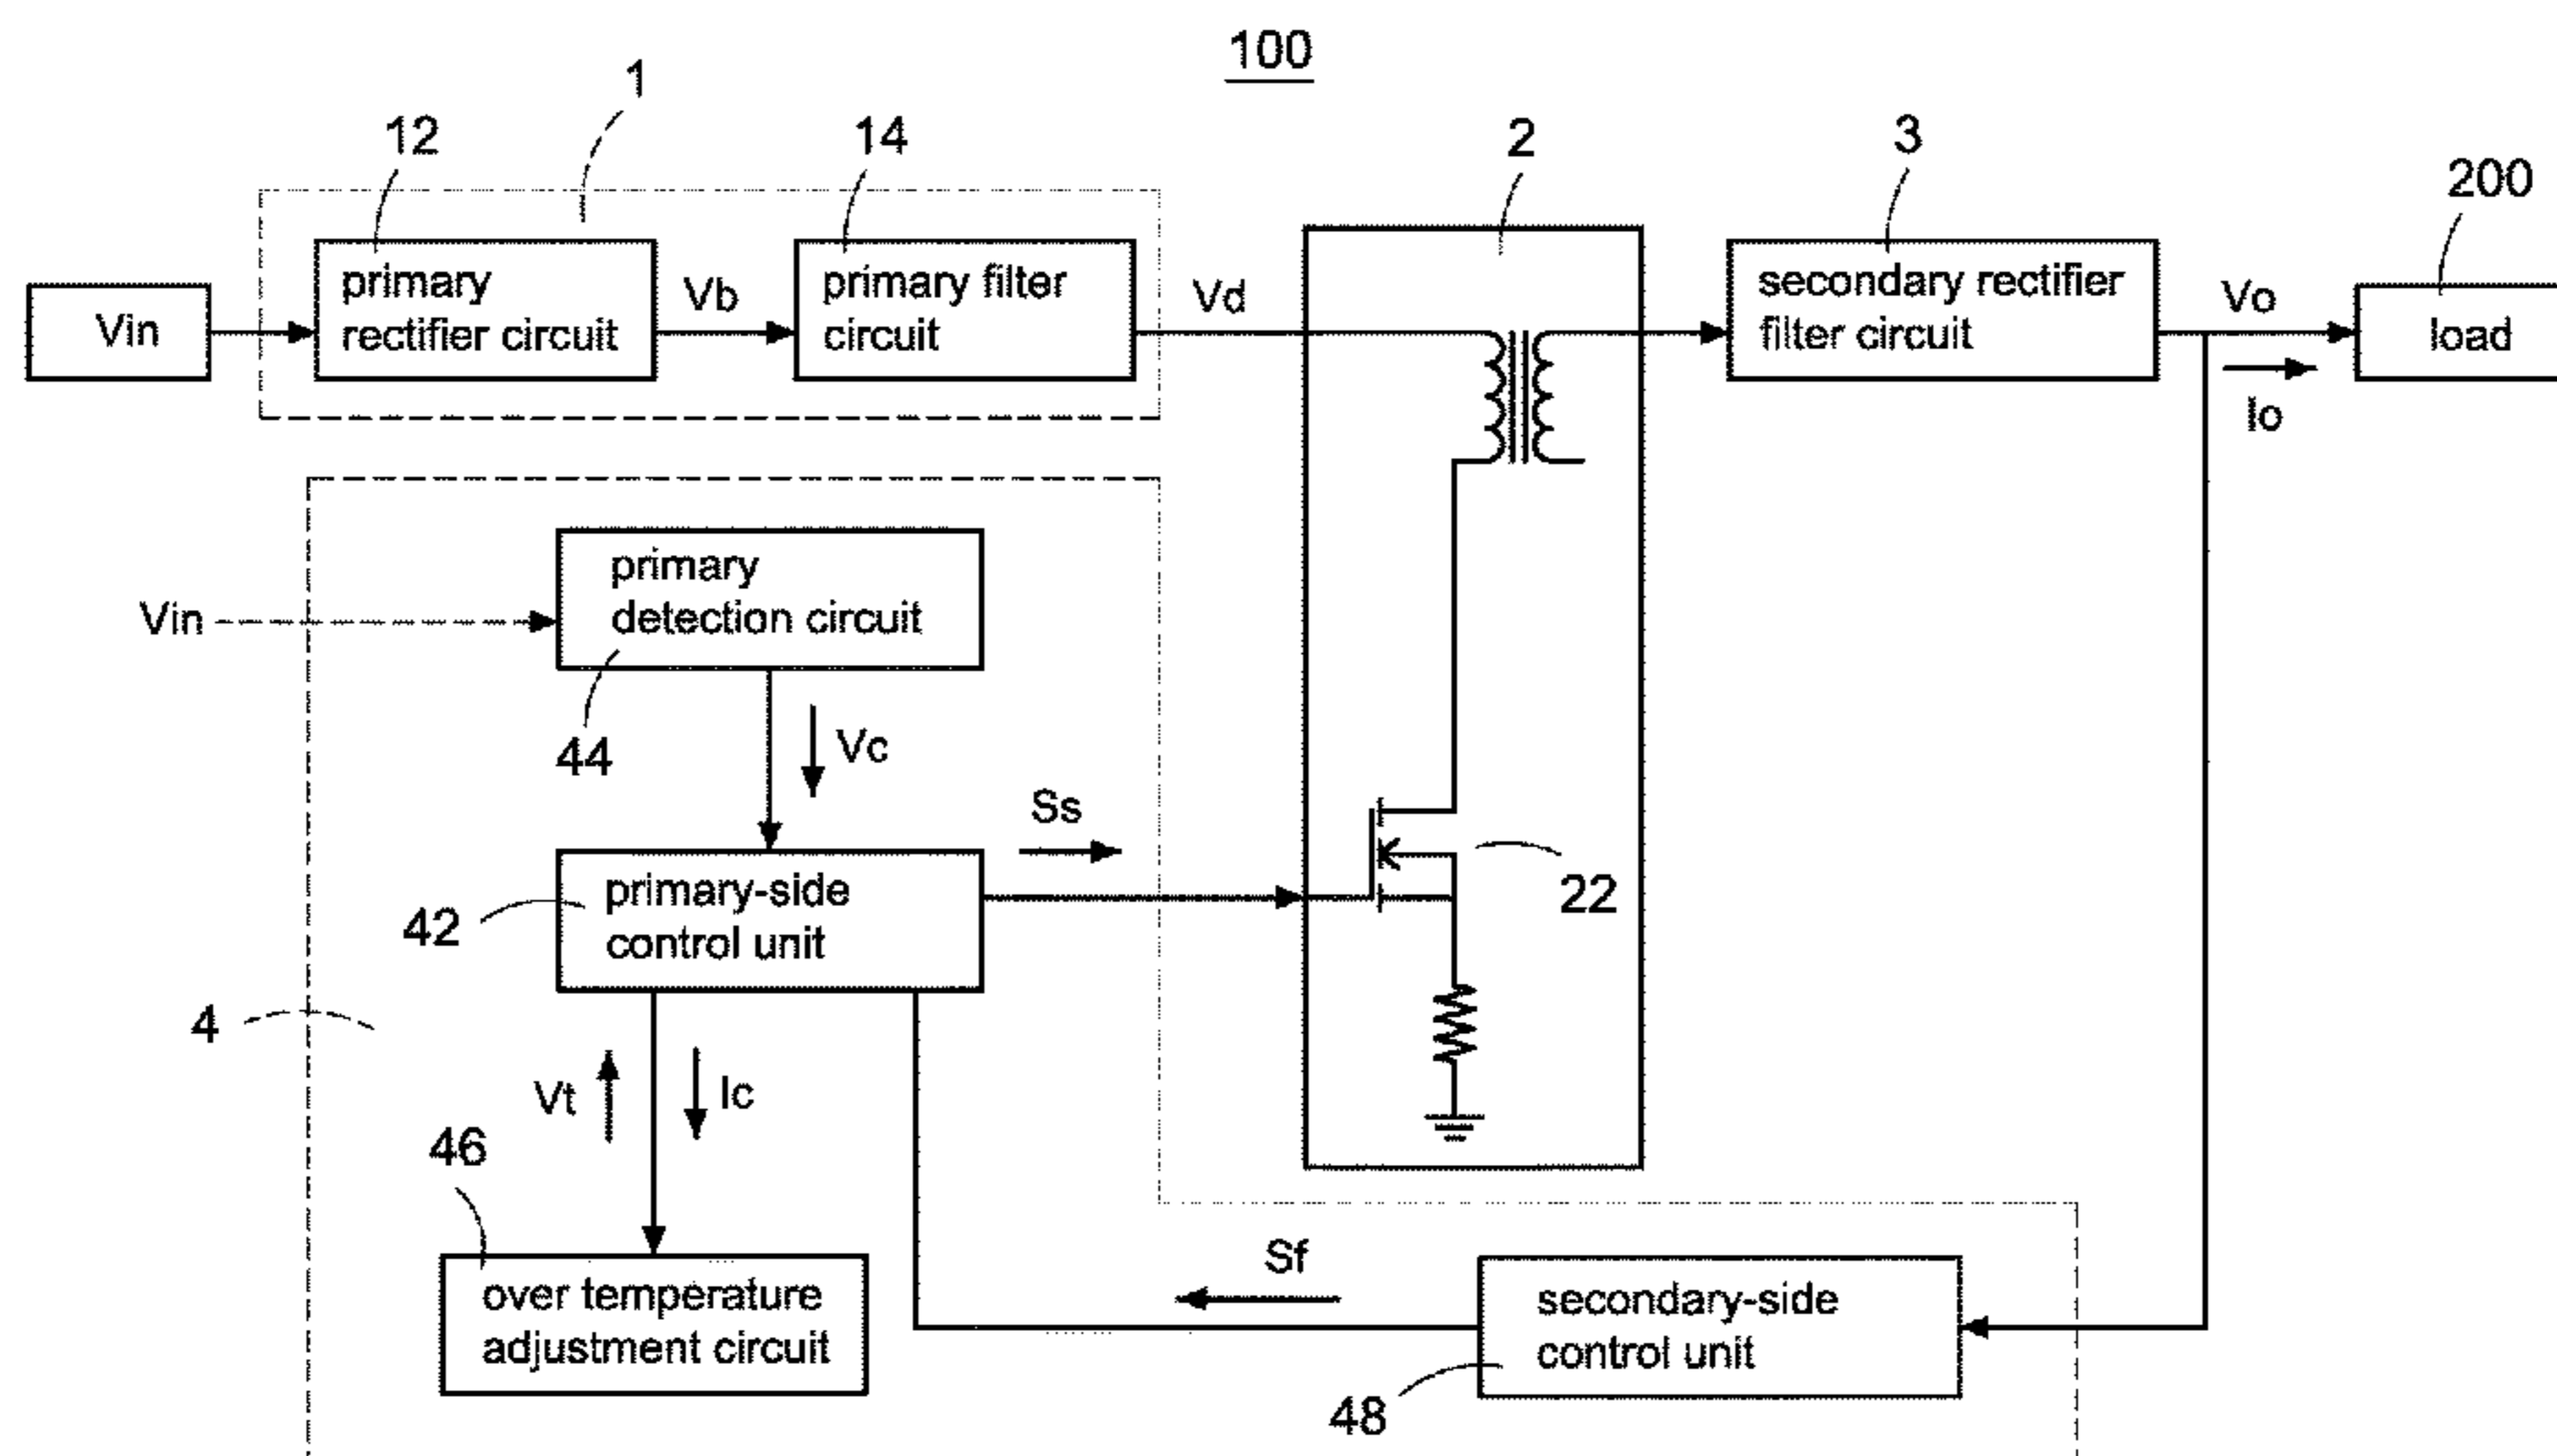 100
1
12
14
2
3
200
Vin
primary
rectifier circuit
Vb
primary filter
circuit
Vd
secondary rectifier
filter circuit
Vo
Io
load
Vin
primary
detection circuit
44
Vc
Ss
primary-side
control unit
42
22
4
Vt
Ic
46
over temperature
adjustment circuit
Sf
secondary-side
control unit
48